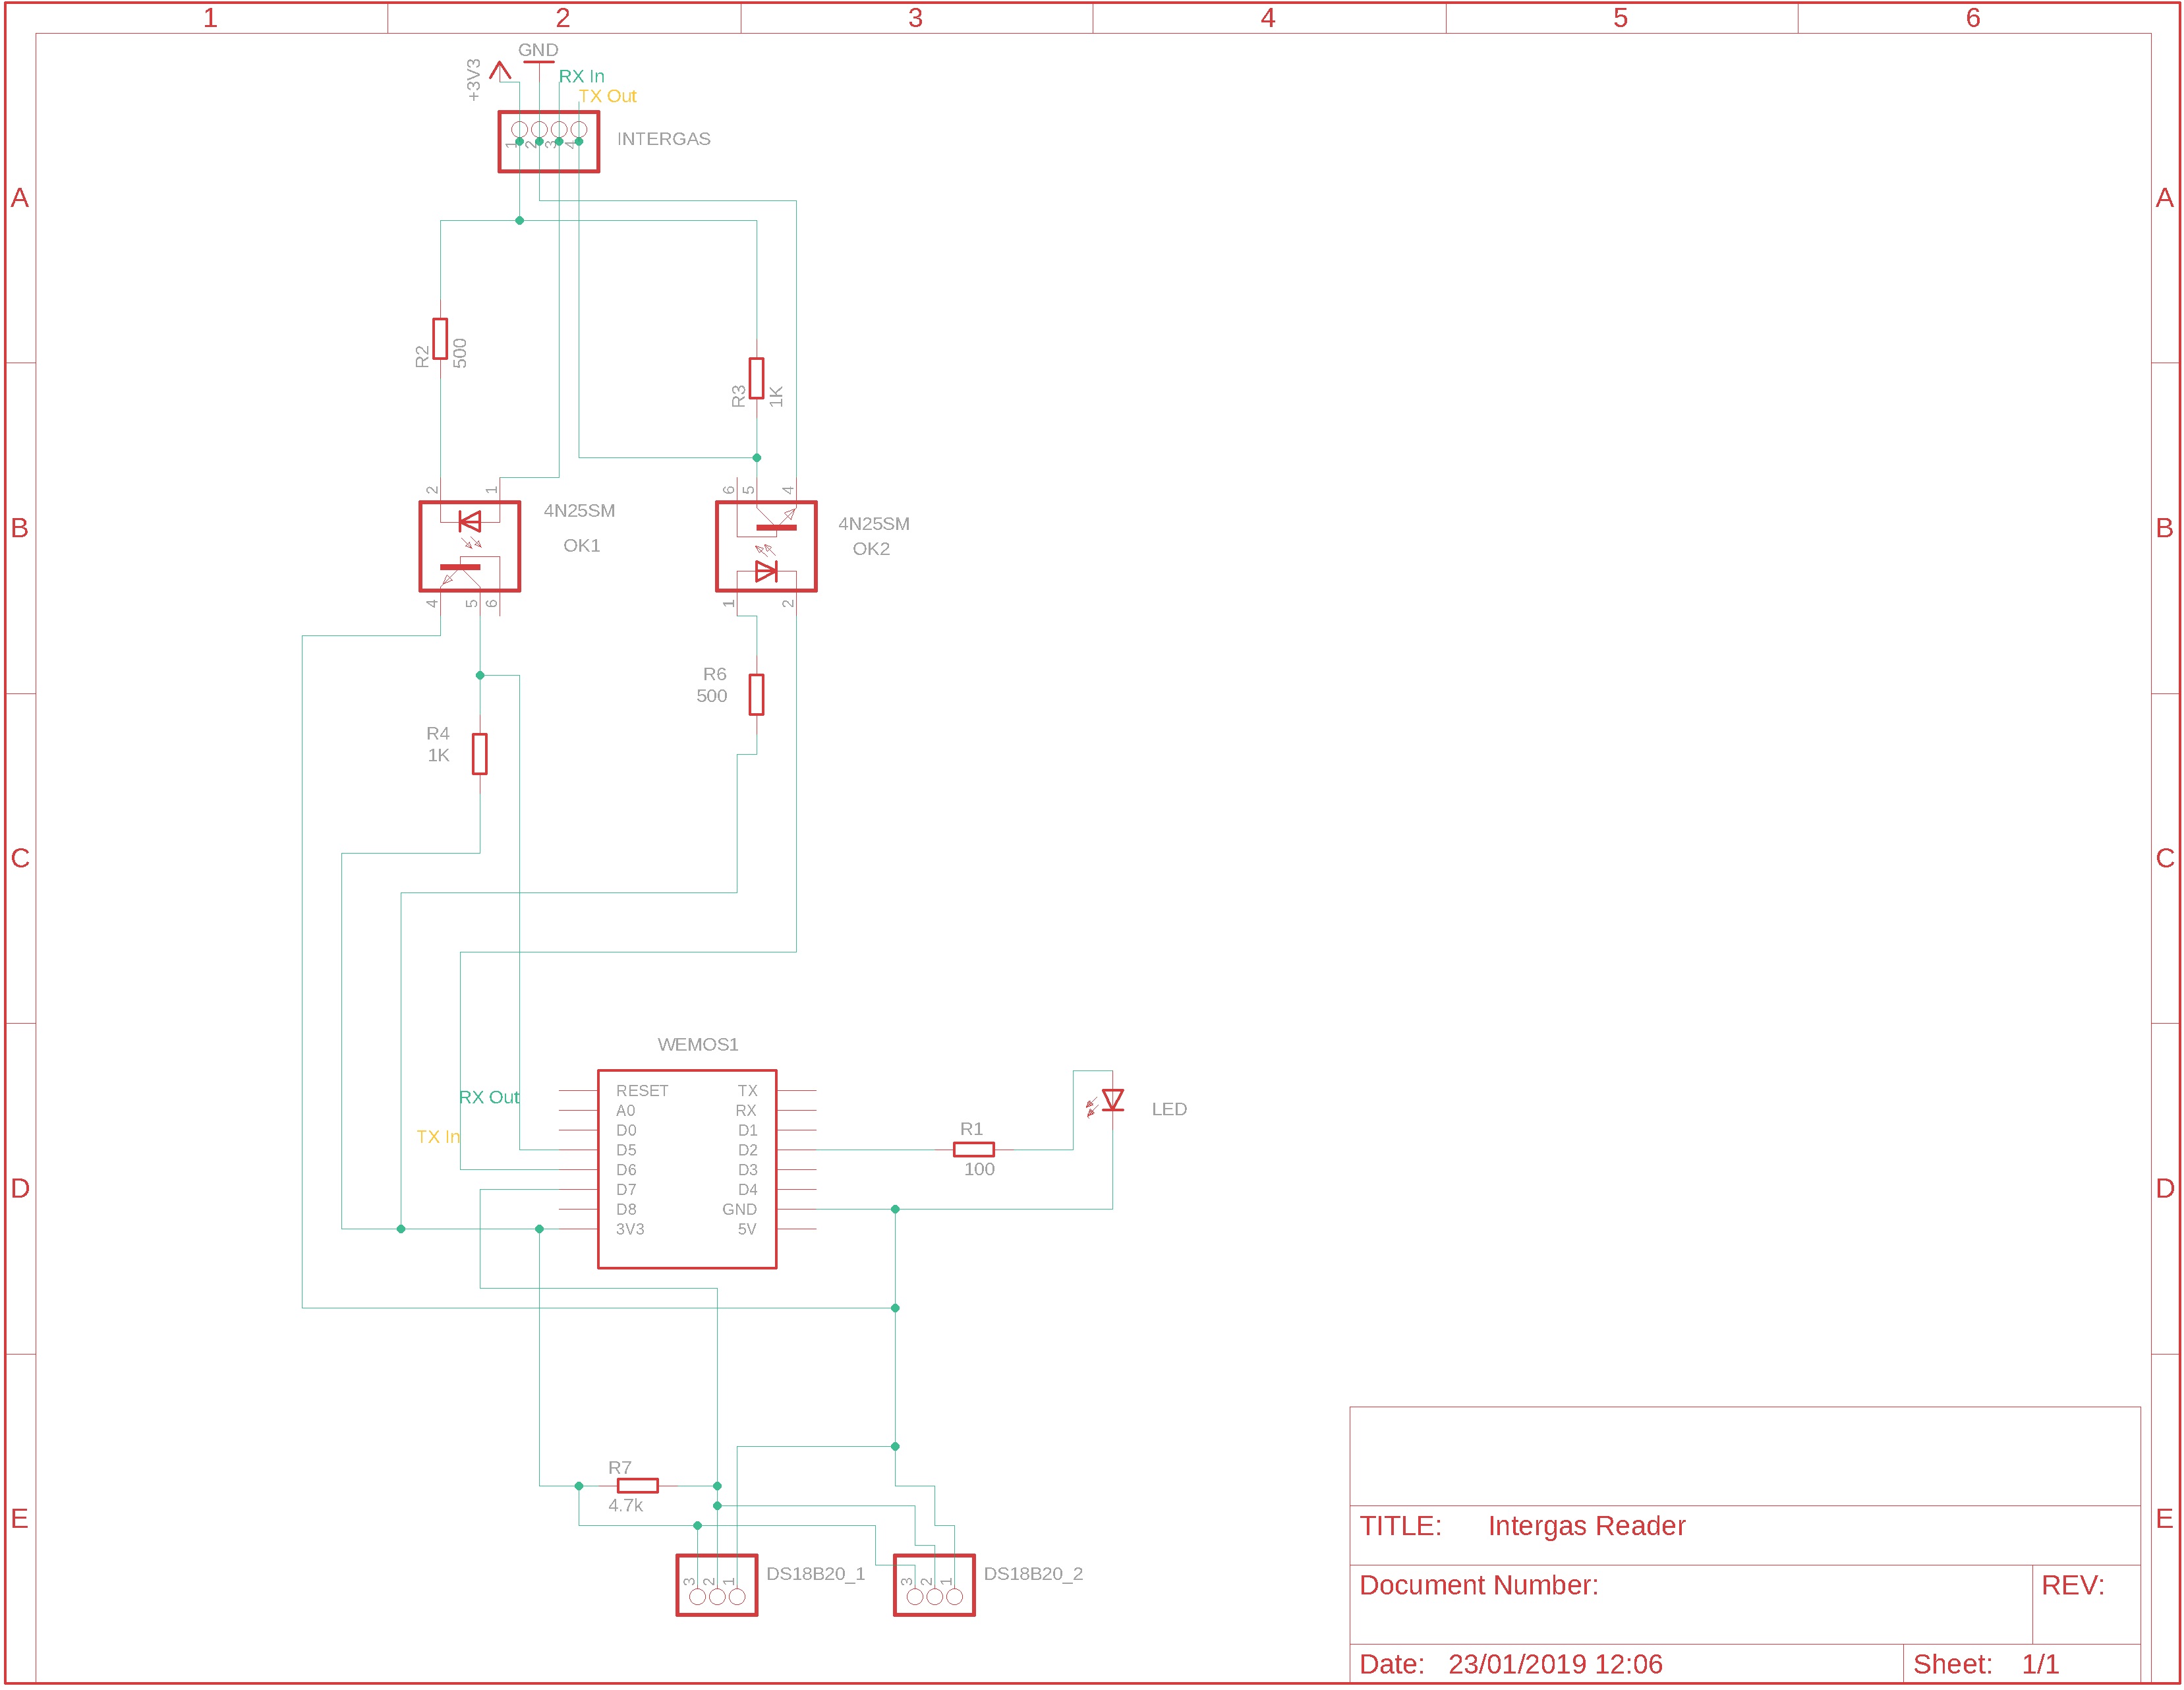 1 2 3 4 5 6
GND
+3V3
RX In
TX Out
1 2 3 4
INTERGAS
A A
R2
500
R3
1K
2 1
6 5 4
4N25SM
OK1
4N25SM
OK2
B B
4 5 6
1 2
R6
500
R4
1K
C C
WEMOS1
RESET TX
A0 RX
D0 D1
D5 D2
D6 D3
D7 D4
D8 GND
3V3 5V
RX Out
TX In
R1
100
LED
D D
R7
4.7k
E E
3 2 1
DS18B20_1
3 2 1
DS18B20_2
TITLE: Intergas Reader
Document Number:
REV:
Date: 23/01/2019 12:06
Sheet: 1/1